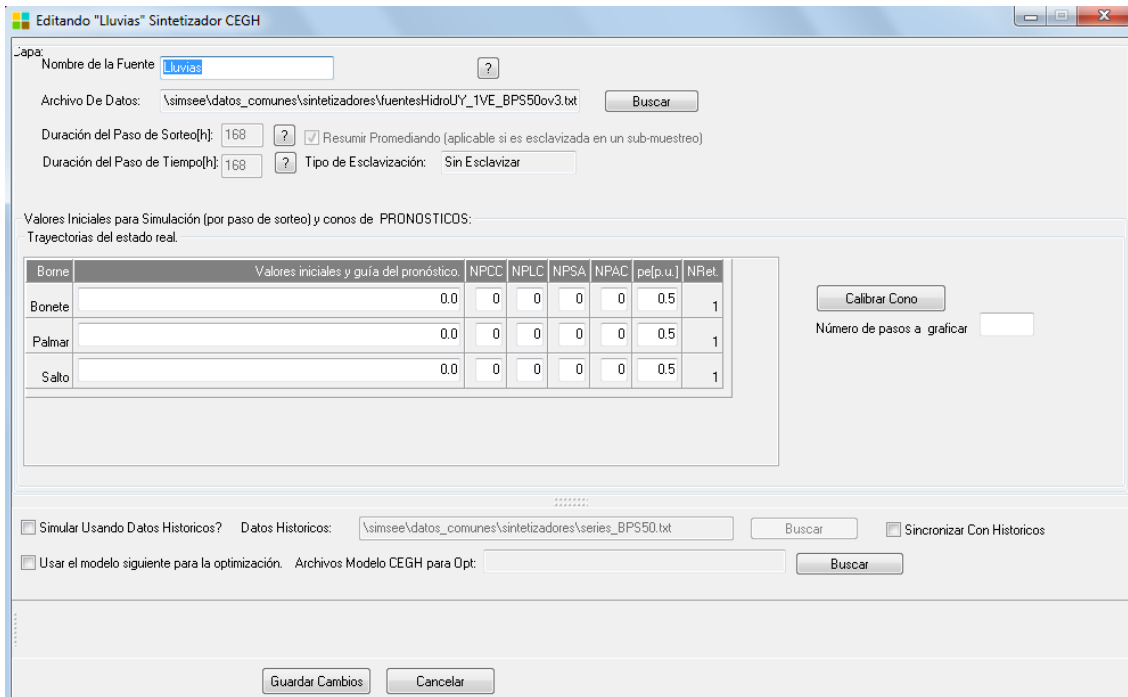 Editando "Lluvias" Sintetizador CEGH
Capa:
Nombre de la Fuente Lluvias ?
Archivo De Datos: \simsee\datos_comunes\sintetizadores\fuentesHidroUY_1VE_BPS50ov3.txt Buscar
Duración del Paso de Sorteo[h]: 168 ? Resumir Promediando (aplicable si es esclavizada en un sub-muestreo)
Duración del Paso de Tiempo[h]: 168 ? Tipo de Esclavización: Sin Esclavizar
Valores Iniciales para Simulación (por paso de sorteo) y conos de PRONOSTICOS:
Trayectorias del estado real.
Borne Valores iniciales y guía del pronóstico. NPCC NPLC NPSA NPAC pe[p.u.] NRet.
Bonete 0.0 0 0 0 0 0.5 1
Palmar 0.0 0 0 0 0 0.5 1
Salto 0.0 0 0 0 0 0.5 1
Calibrar Cono
Número de pasos a graficar
Simular Usando Datos Historicos? Datos Historicos: \simsee\datos_comunes\sintetizadores\series_BPS50.txt Buscar Sincronizar Con Historicos
Usar el modelo siguiente para la optimización. Archivos Modelo CEGH para Opt: Buscar
Guardar Cambios Cancelar